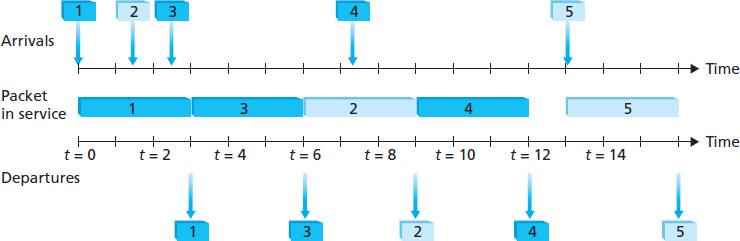 1 2 3 4 5
Arrivals
Time
Packet
in service
1 3 2 4 5
Time
t = 0 t = 2 t = 4 t = 6 t = 8 t = 10 t = 12 t = 14
Departures
1 3 2 4 5